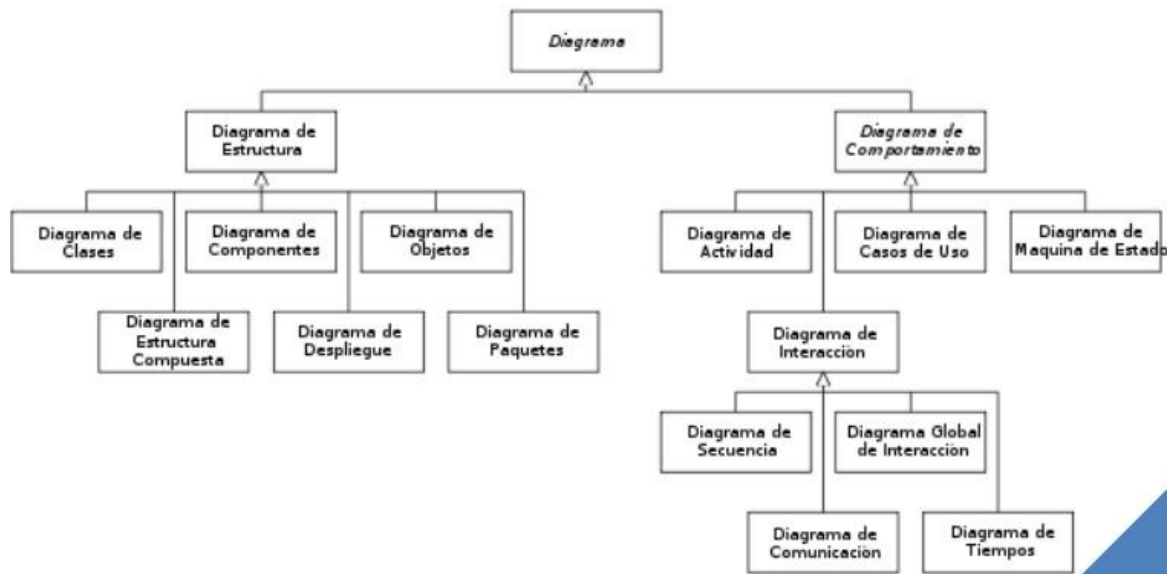 Diagrama
Diagrama de
Estructura
Diagrama de
Comportamiento
Diagrama de
Clases
Diagrama de
Componentes
Diagrama de
Objetos
Diagrama de
Actividad
Diagrama de
Casos de Uso
Diagrama de
Maquina de Estado
Diagrama de
Estructura
Compuesta
Diagrama de
Despliegue
Diagrama de
Paquetes
Diagrama de
Interacción
Diagrama de
Secuencia
Diagrama Global
de Interacción
Diagrama de
Comunicación
Diagrama de
Tiempos